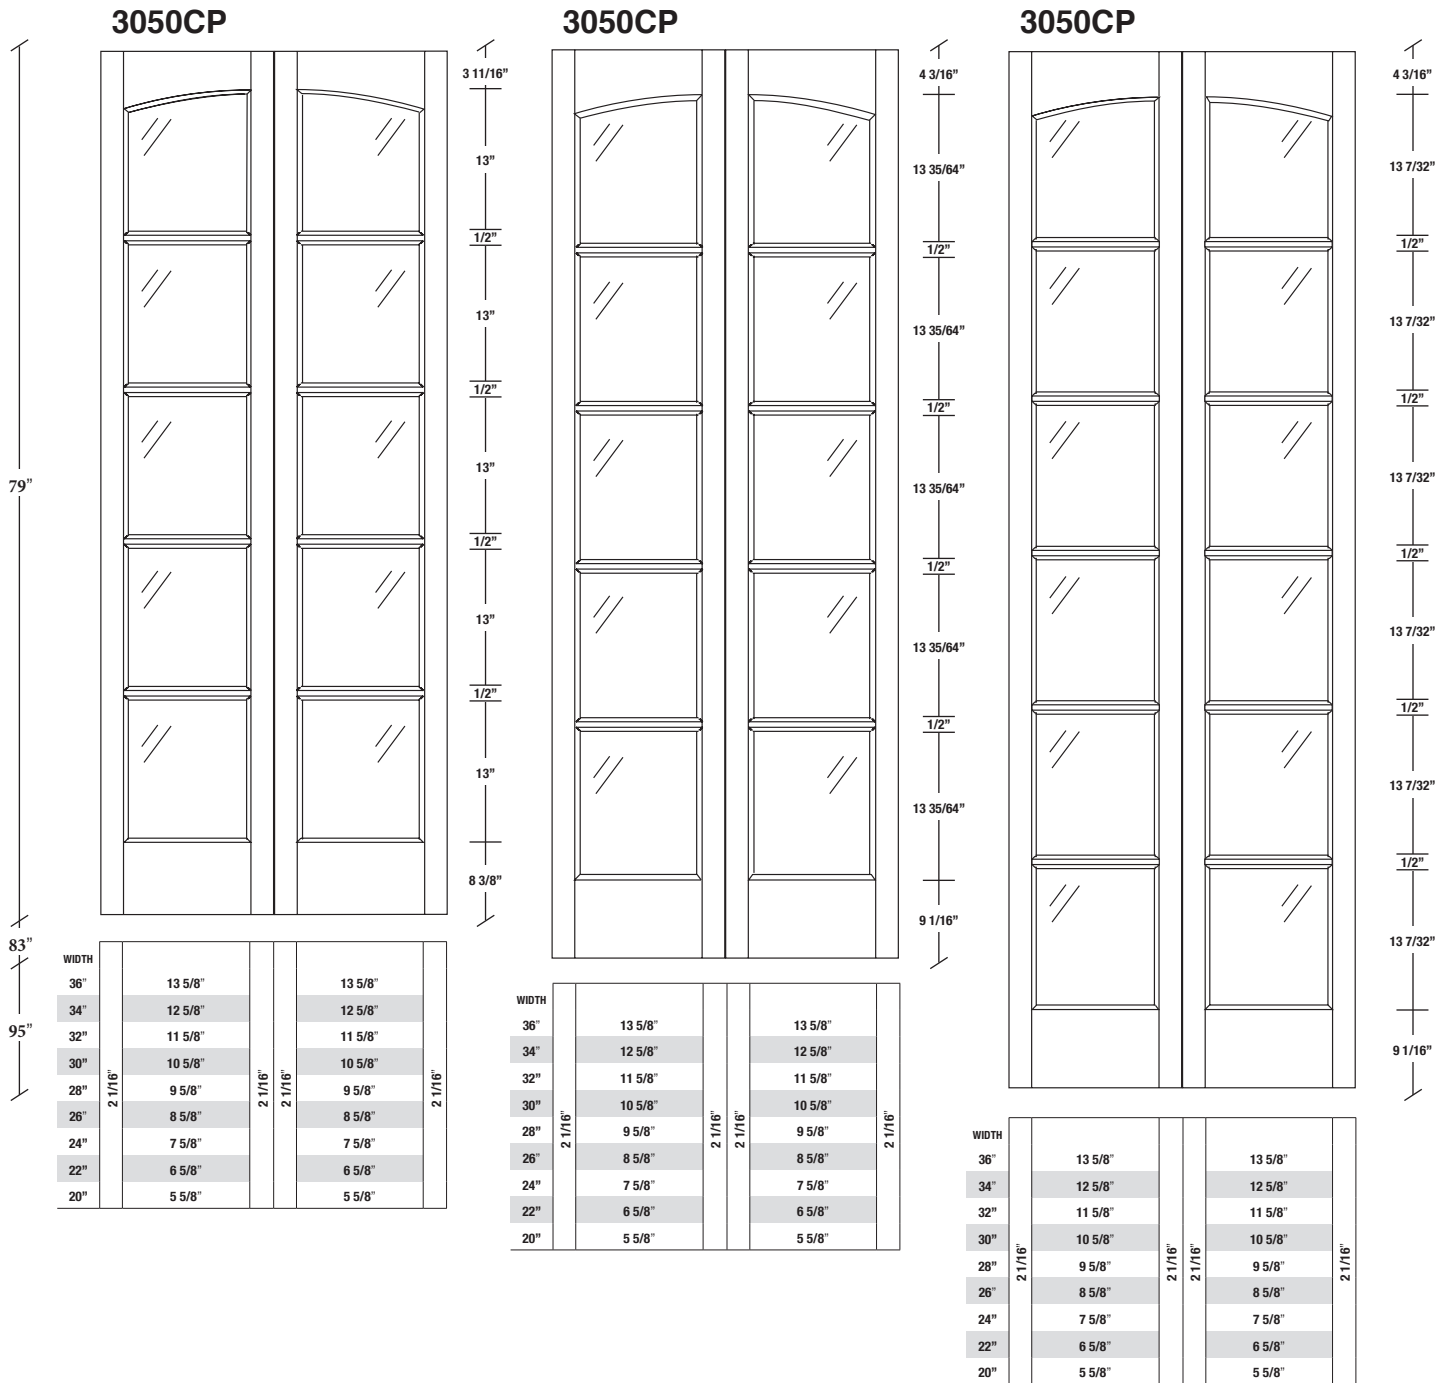 3050CP
3050CP
3050CP
79”
83”
95”
3 11/16”
13”
1/2”
13”
1/2”
13”
1/2”
13”
1/2”
13”
8 3/8”
4 3/16”
13 35/64”
1/2”
13 35/64”
1/2”
13 35/64”
1/2”
13 35/64”
1/2”
13 35/64”
9 1/16”
4 3/16”
13 7/32”
1/2”
13 7/32”
1/2”
13 7/32”
1/2”
13 7/32”
1/2”
13 7/32”
1/2”
13 7/32”
9 1/16”
WIDTH
36” 13 5/8” 13 5/8”
34” 12 5/8” 12 5/8”
32” 11 5/8” 11 5/8”
30” 10 5/8” 10 5/8”
28” 9 5/8” 9 5/8”
26” 8 5/8” 8 5/8”
24” 7 5/8” 7 5/8”
22” 6 5/8” 6 5/8”
20” 5 5/8” 5 5/8”
2 1/16”
2 1/16”
2 1/16”
2 1/16”
WIDTH
36” 13 5/8” 13 5/8”
34” 12 5/8” 12 5/8”
32” 11 5/8” 11 5/8”
30” 10 5/8” 10 5/8”
28” 9 5/8” 9 5/8”
26” 8 5/8” 8 5/8”
24” 7 5/8” 7 5/8”
22” 6 5/8” 6 5/8”
20” 5 5/8” 5 5/8”
2 1/16”
2 1/16”
2 1/16”
2 1/16”
WIDTH
36” 13 5/8” 13 5/8”
34” 12 5/8” 12 5/8”
32” 11 5/8” 11 5/8”
30” 10 5/8” 10 5/8”
28” 9 5/8” 9 5/8”
26” 8 5/8” 8 5/8”
24” 7 5/8” 7 5/8”
22” 6 5/8” 6 5/8”
20” 5 5/8” 5 5/8”
2 1/16”
2 1/16”
2 1/16”
2 1/16”